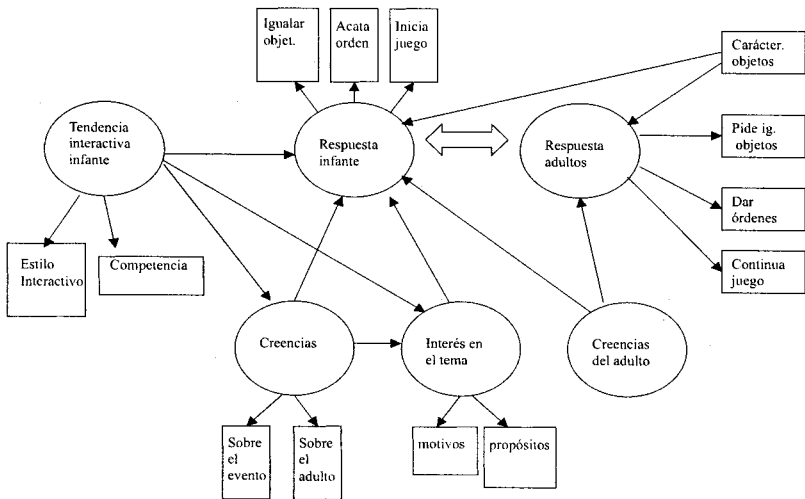 Igualar
objet.
Acata
orden
Inicia
juego
Carácter.
objetos
Tendencia
interactiva
infante
Respuesta
infante
Respuesta
adultos
Pide ig.
objetos
Dar
órdenes
Continua
juego
Estilo
Interactivo
Competencia
Creencias
Interés en
el tema
Creencias
del adulto
Sobre
el
evento
Sobre
el
adulto
motivos
propósitos